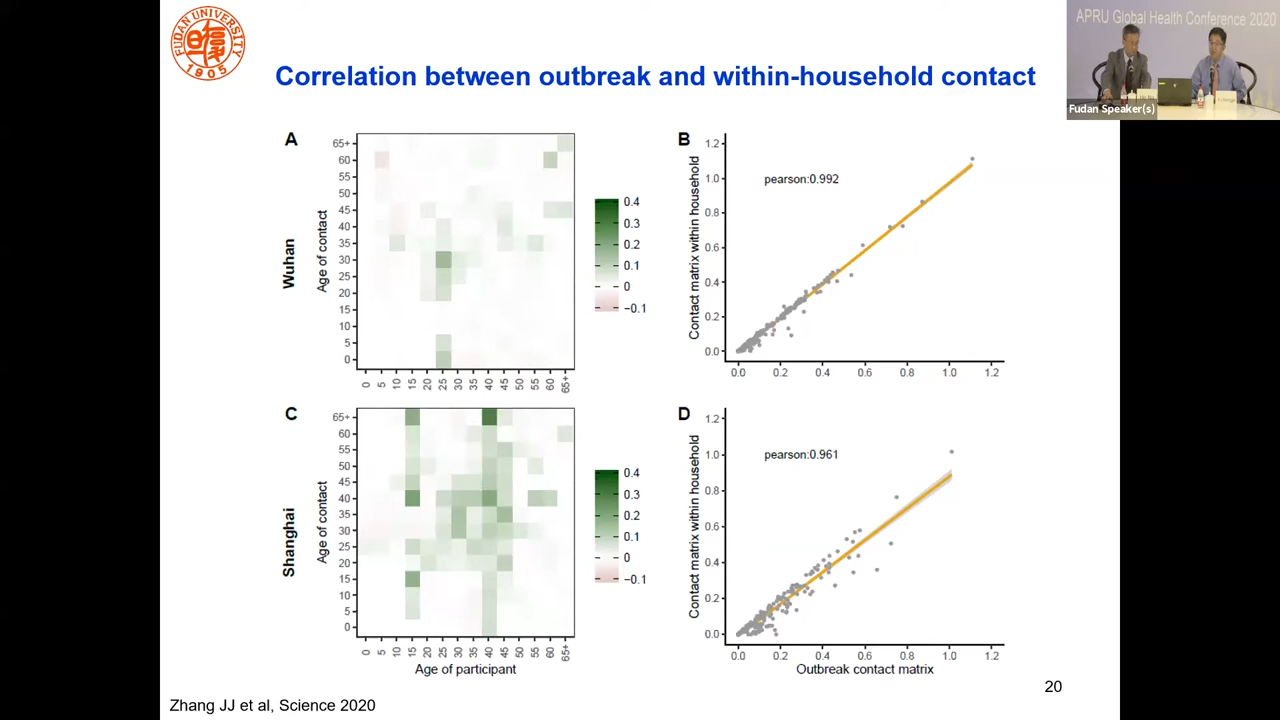 FUDAN UNIVERSITY
1905
APRU Global Health Conference 2020
Fudan Speaker(s)
Correlation between outbreak and within-household contact
A
Wuhan
Age of contact
65+
60
55
50
45
40
35
30
25
20
15
10
5
0
0 5 10 15 20 25 30 35 40 45 50 55 60 65+
0.4
0.3
0.2
0.1
0
−0.1
B
Contact matrix within household
pearson:0.992
1.2
1.0
0.8
0.6
0.4
0.2
0.0
0.0 0.2 0.4 0.6 0.8 1.0 1.2
C
Shanghai
Age of contact
65+
60
55
50
45
40
35
30
25
20
15
10
5
0
0 5 10 15 20 25 30 35 40 45 50 55 60 65+
Age of participant
0.4
0.3
0.2
0.1
0
−0.1
D
Contact matrix within household
pearson:0.961
1.2
1.0
0.8
0.6
0.4
0.2
0.0
0.0 0.2 0.4 0.6 0.8 1.0 1.2
Outbreak contact matrix
20
Zhang JJ et al, Science 2020